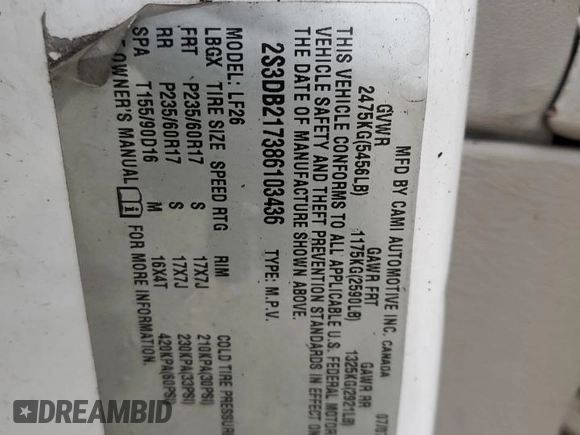 MFD BY CAMI AUTOMOTIVE INC. CANADA
GVWR GAWR FRT GAWR RR
2475KG(5456LB) 1175KG(2590LB) 1325KG(2921LB)
THIS VEHICLE CONFORMS TO ALL APPLICABLE U.S. FEDERAL MOTOR
VEHICLE SAFETY AND THEFT PREVENTION STANDARDS IN EFFECT ON
THE DATE OF MANUFACTURE SHOWN ABOVE.
2S3DB217386103436 TYPE: M.P.V.
MODEL: LF26
LBGX TIRE SIZE SPEED RTG RIM COLD TIRE PRESSURE
FRT P235/60R17 S 17X7J 210KPA(30PSI)
RR P235/60R17 S 17X7J 230KPA(33PSI)
SPA T155/90D16 M 16X4T 420KPA(60PSI)
OWNER'S MANUAL i FOR MORE INFORMATION.
DREAMBID